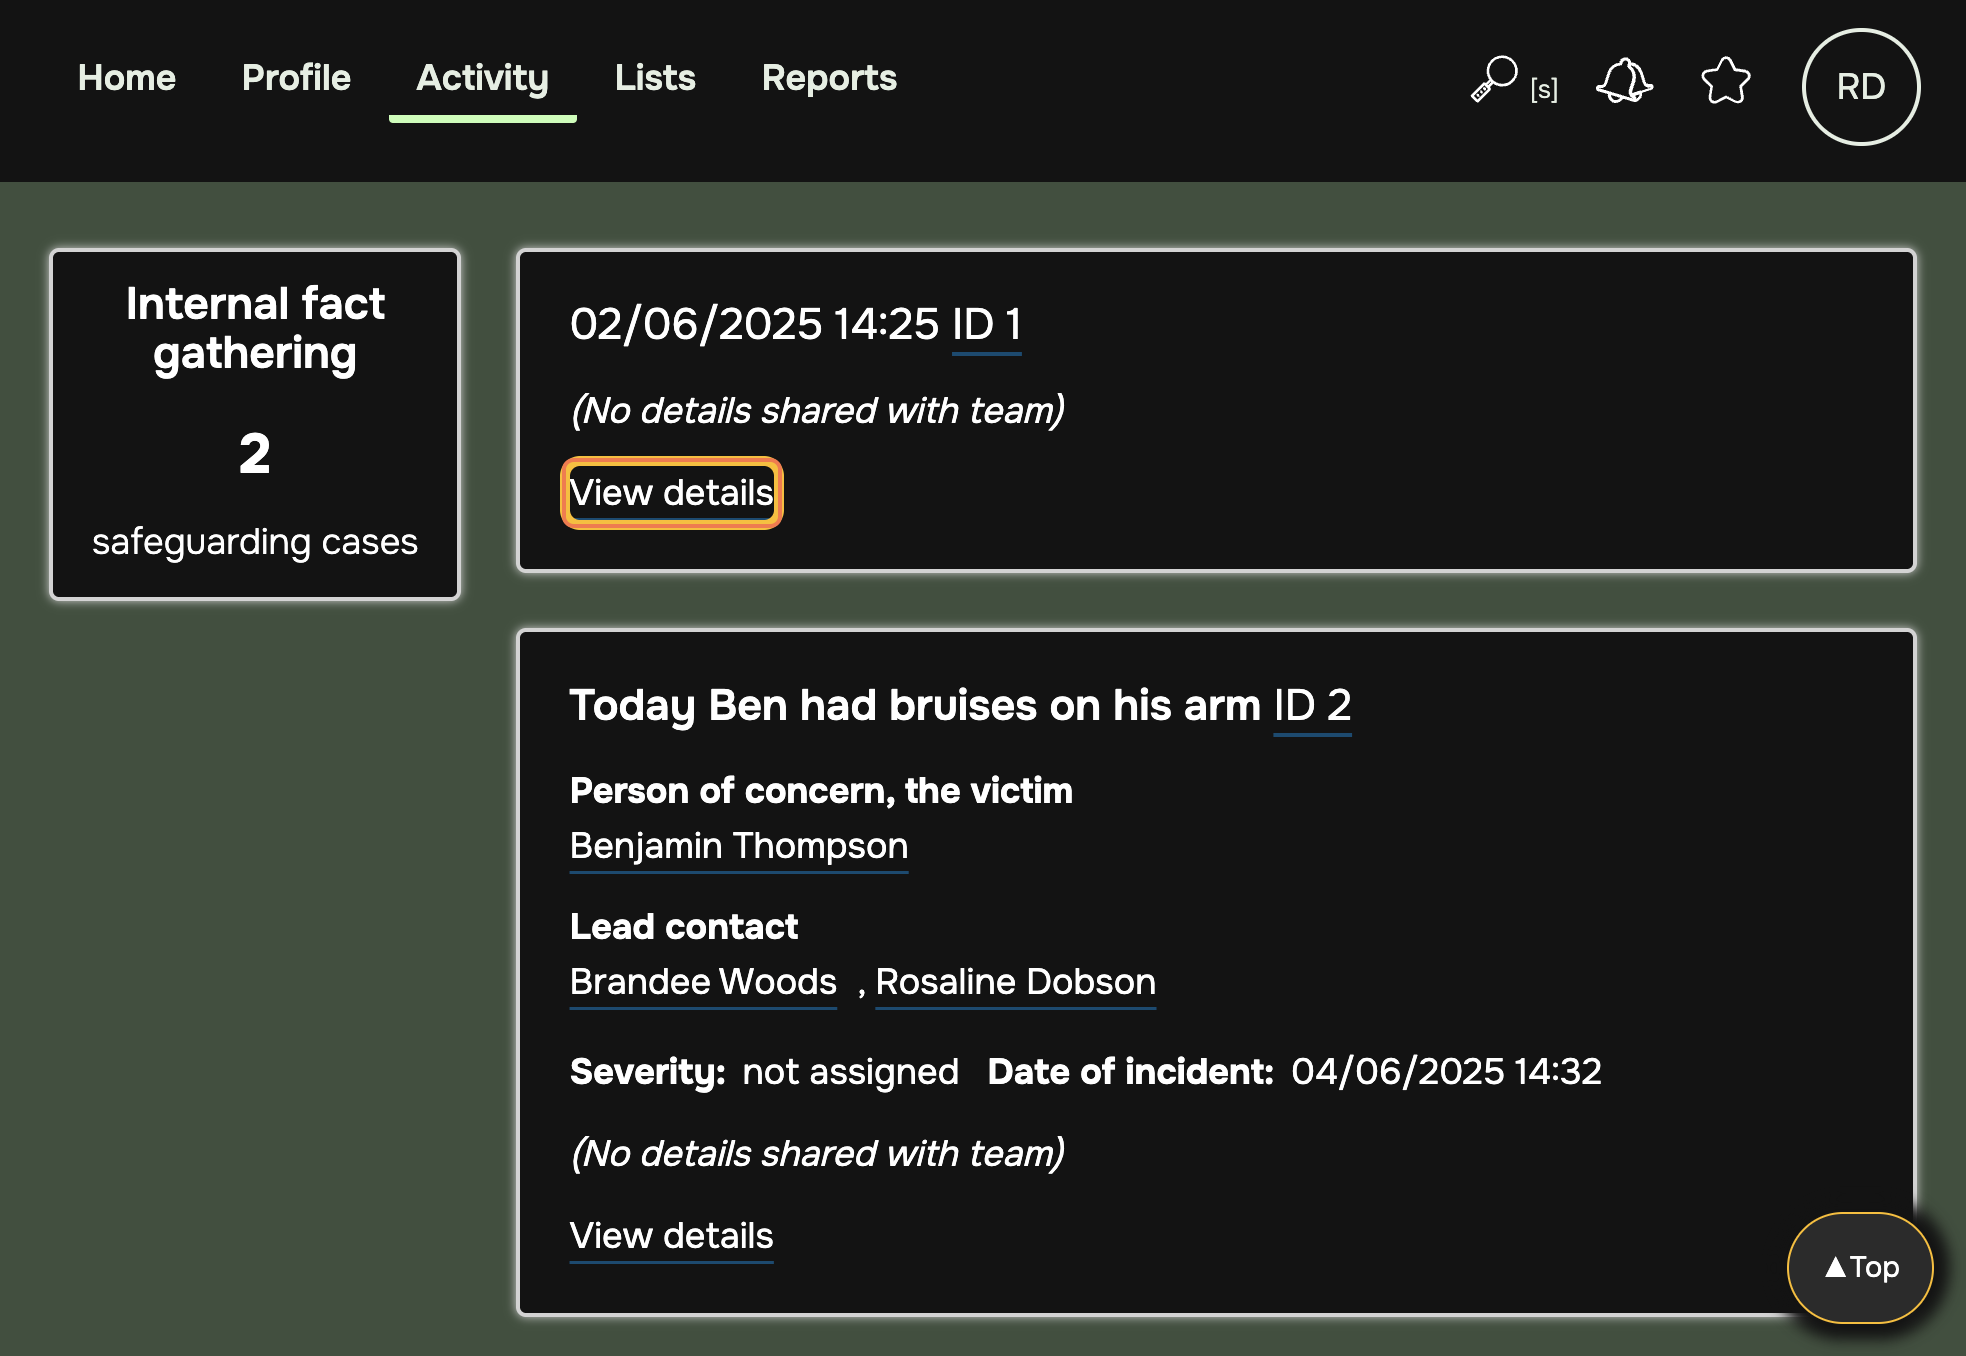 Home Profile Activity Lists Reports [s] RD
Internal fact
gathering
2
safeguarding cases
02/06/2025 14:25 ID 1
(No details shared with team)
View details
Today Ben had bruises on his arm ID 2
Person of concern, the victim
Benjamin Thompson
Lead contact
Brandee Woods , Rosaline Dobson
Severity: not assigned Date of incident: 04/06/2025 14:32
(No details shared with team)
View details
▲Top